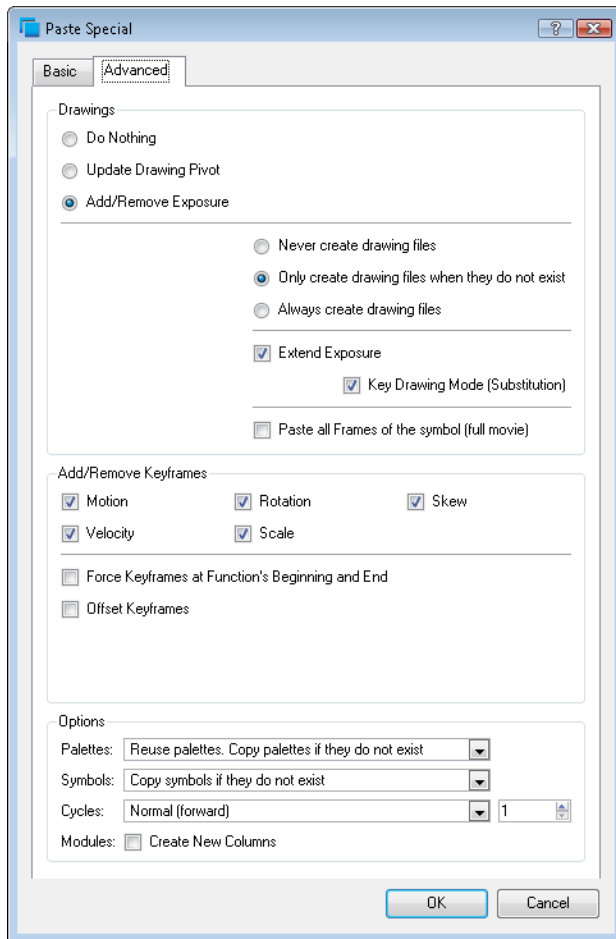 Paste Special
Basic Advanced
Drawings
Do Nothing
Update Drawing Pivot
Add/Remove Exposure
Never create drawing files
Only create drawing files when they do not exist
Always create drawing files
Extend Exposure
Key Drawing Mode (Substitution)
Paste all Frames of the symbol (full movie)
Add/Remove Keyframes
Motion Rotation Skew
Velocity Scale
Force Keyframes at Function's Beginning and End
Offset Keyframes
Options
Palettes: Reuse palettes. Copy palettes if they do not exist
Symbols: Copy symbols if they do not exist
Cycles: Normal (forward) 1
Modules: Create New Columns
OK Cancel